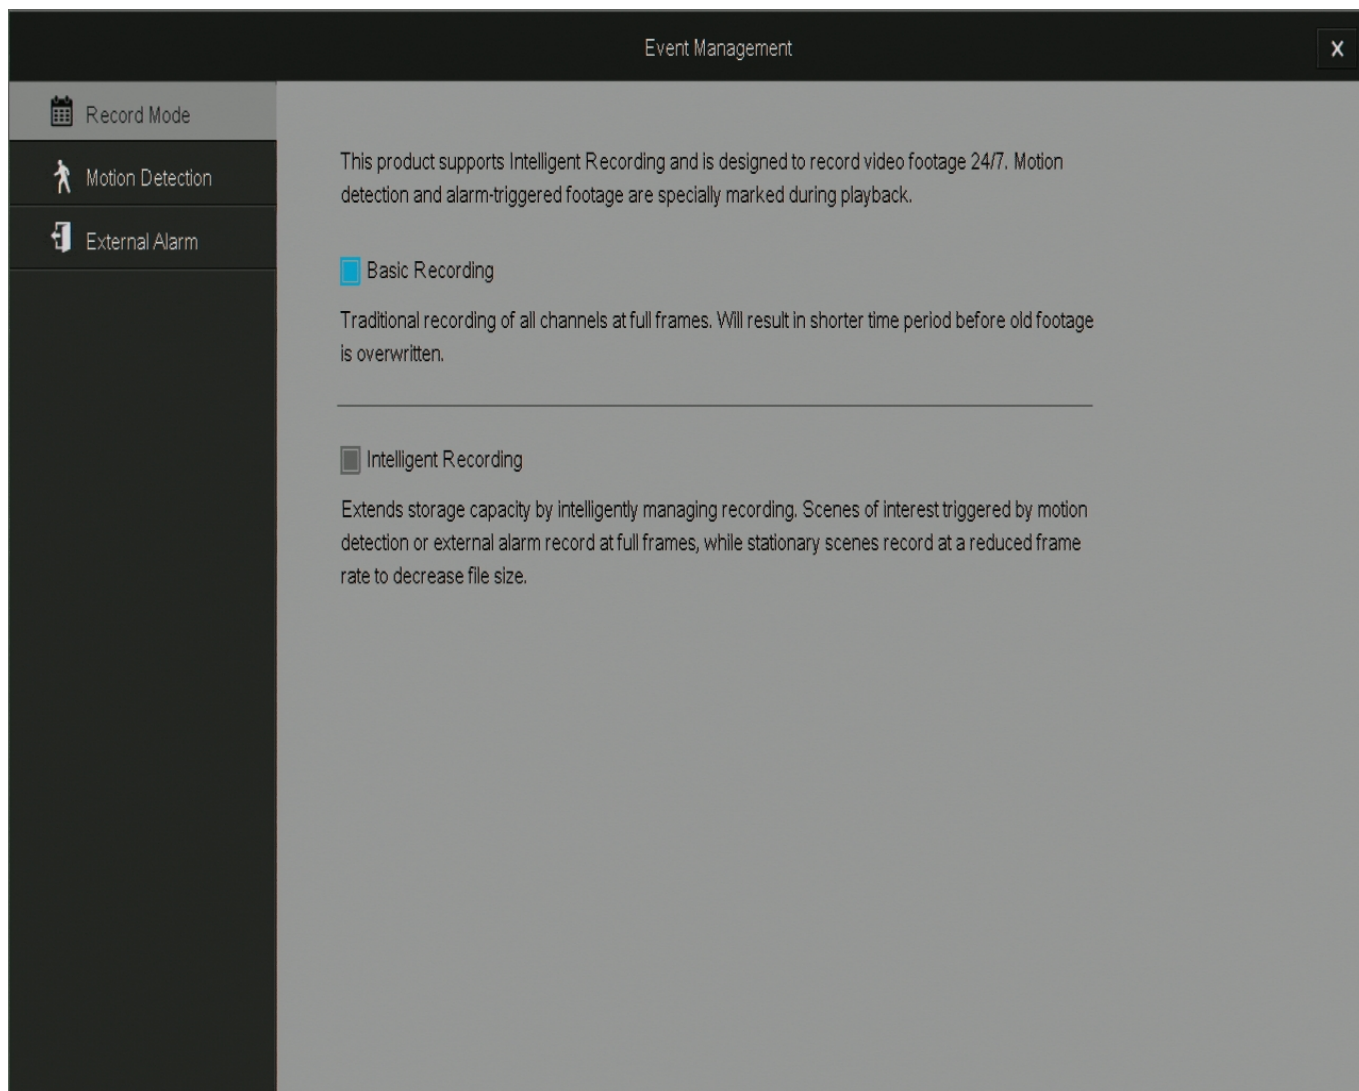 Event Management
X
Record Mode
Motion Detection
External Alarm
This product supports Intelligent Recording and is designed to record video footage 24/7. Motion
detection and alarm-triggered footage are specially marked during playback.
Basic Recording
Traditional recording of all channels at full frames. Will result in shorter time period before old footage
is overwritten.
Intelligent Recording
Extends storage capacity by intelligently managing recording. Scenes of interest triggered by motion
detection or external alarm record at full frames, while stationary scenes record at a reduced frame
rate to decrease file size.